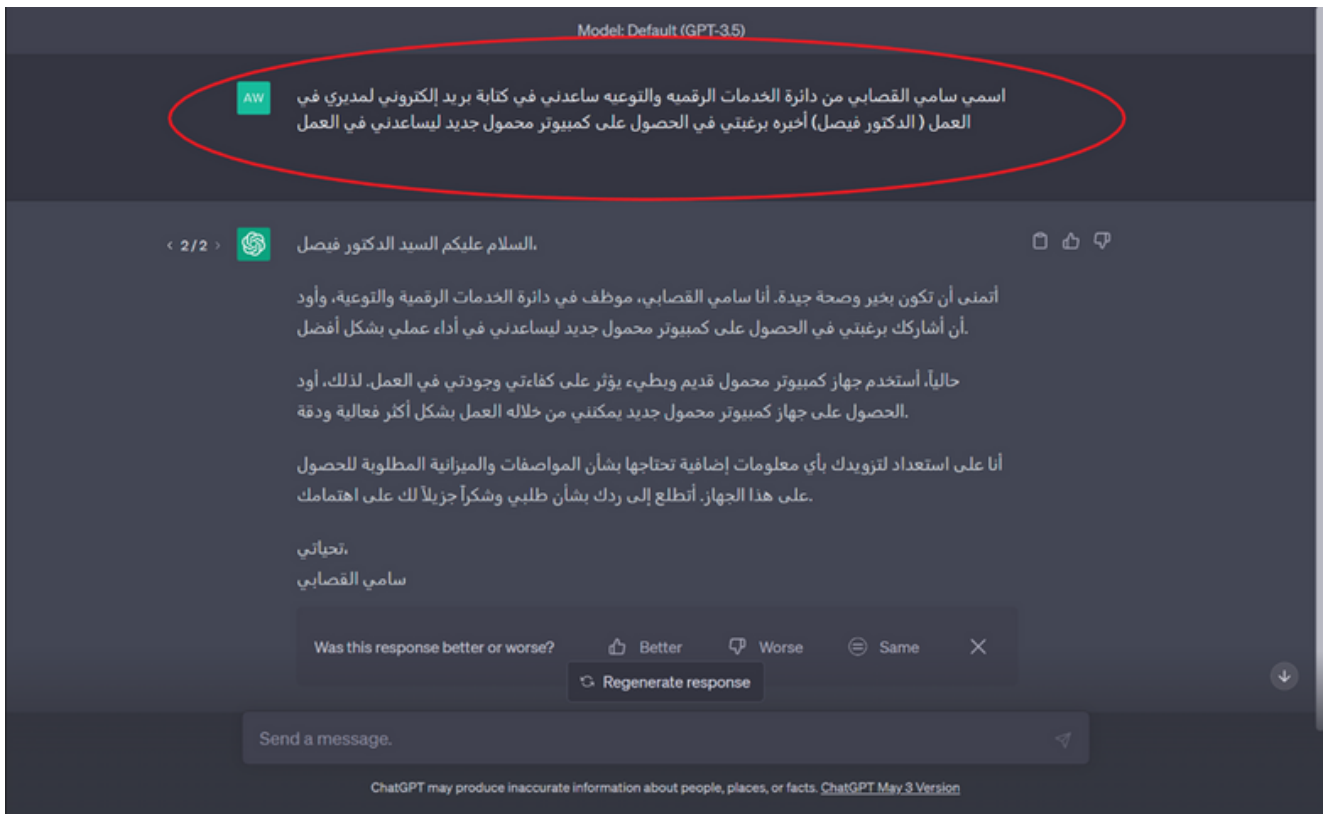 Model: Default (GPT-3.5)
AW
اسمي سامي القصابي من دائرة الخدمات الرقميه والتوعيه ساعدني في كتابة بريد إلكتروني لمديري في
العمل ( الدكتور فيصل) أخبره برغبتي في الحصول على كمبيوتر محمول جديد ليساعدني في العمل
2/2
السلام عليكم السيد الدكتور فيصل،
أتمنى أن تكون بخير وصحة جيدة. أنا سامي القصابي، موظف في دائرة الخدمات الرقمية والتوعية، وأود
أن أشاركك برغبتي في الحصول على كمبيوتر محمول جديد ليساعدني في أداء عملي بشكل أفضل.
حالياً، أستخدم جهاز كمبيوتر محمول قديم وبطيء يؤثر على كفاءتي وجودتي في العمل. لذلك، أود
الحصول على جهاز كمبيوتر محمول جديد يمكنني من خلاله العمل بشكل أكثر فعالية ودقة.
أنا على استعداد لتزويدك بأي معلومات إضافية تحتاجها بشأن المواصفات والميزانية المطلوبة للحصول
على هذا الجهاز. أتطلع إلى ردك بشأن طلبي وشكراً جزيلاً لك على اهتمامك.
تحياتي،
سامي القصابي
Was this response better or worse? Better Worse Same
Regenerate response
Send a message.
ChatGPT may produce inaccurate information about people, places, or facts. ChatGPT May 3 Version